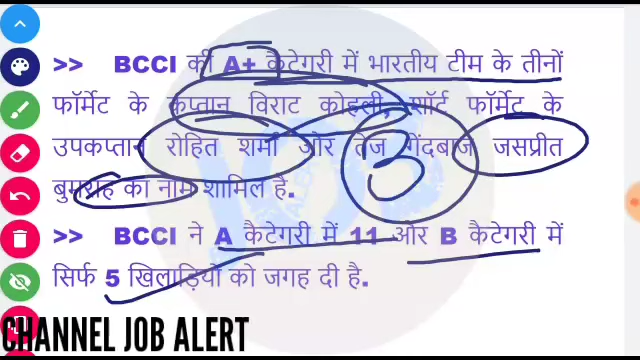 >> BCCI की A+ कैटेगरी में भारतीय टीम के तीनों
फॉर्मेट के कप्तान विराट कोहली, शॉर्ट फॉर्मेट के
उपकप्तान रोहित शर्मा और तेज गेंदबाज जसप्रीत
बुमराह का नाम शामिल है.
3
>> BCCI ने A कैटेगरी में 11 और B कैटेगरी में
सिर्फ 5 खिलाड़ियों को जगह दी है.
CHANNEL JOB ALERT